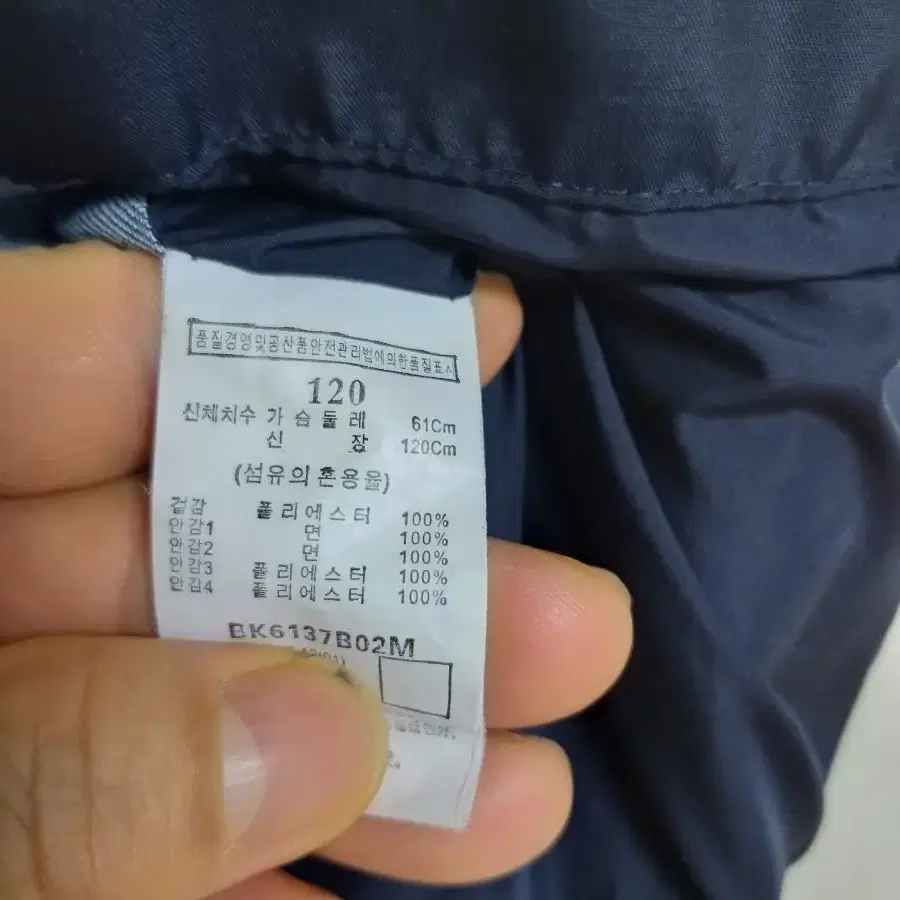 품질경영및공산품안전관리법에의한품질표시
120
신체치수 가 슴 둘 레 61Cm
신 장 120Cm
(섬유의 혼용율)
겉감 폴리에스터 100%
안감1 면 100%
안감2 면 100%
안감3 폴리에스터 100%
안감4 폴리에스터 100%
BK6137B02M